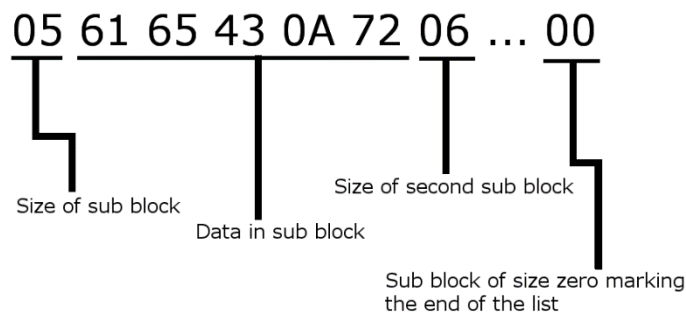 05 61 65 43 0A 72 06 ... 00
Size of sub block
Data in sub block
Size of second sub block
Sub block of size zero marking
the end of the list